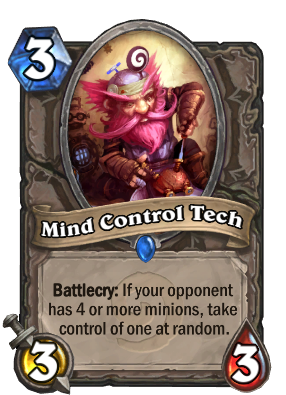 3
Mind Control Tech
Battlecry: If your opponent
has 4 or more minions, take
control of one at random.
3
3